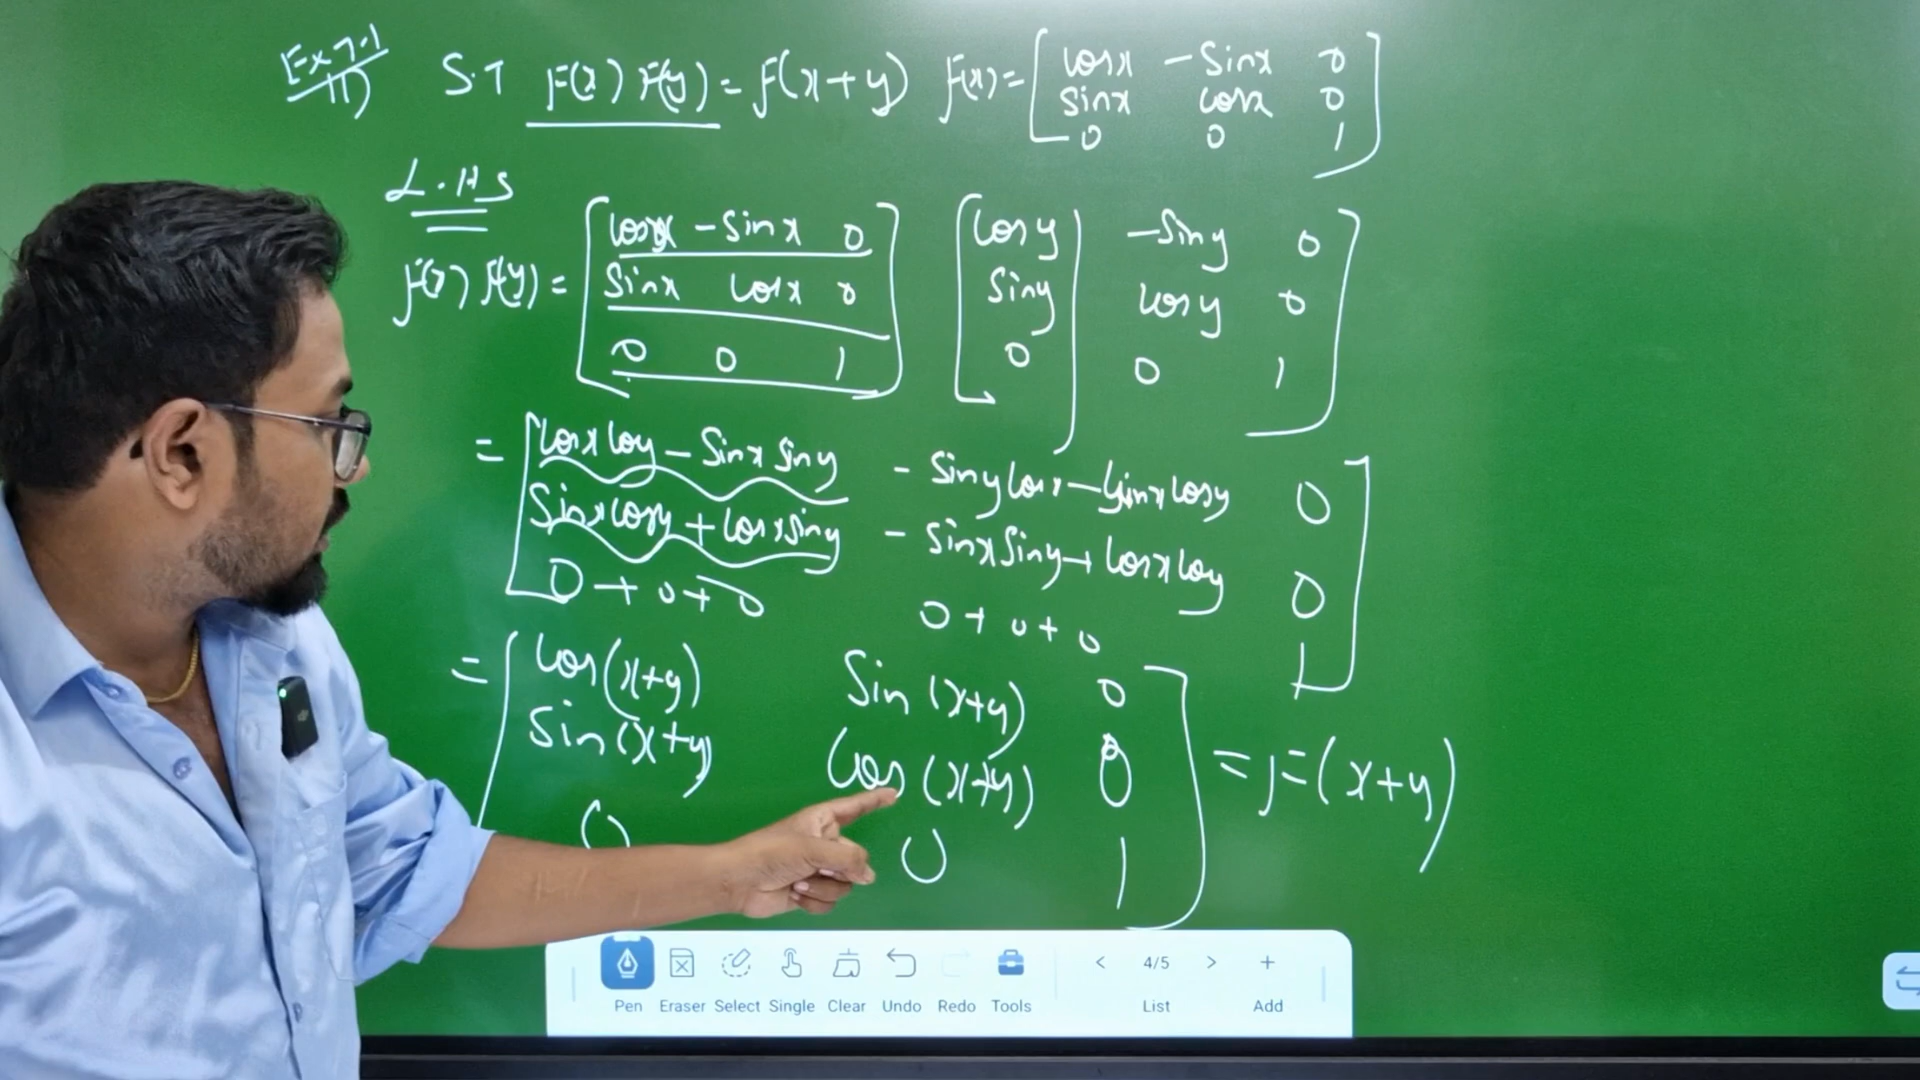 Ex 7.1
11) S.T F(x) F(y) = F(x+y) F(x) = [ cosx -sinx 0
sinx cosx 0
0 0 1 ]
L.H.S
F(x) F(y) = [ cosx -sinx 0 [ cosy -siny 0
sinx cosx 0 siny cosy 0
0 0 1 ] 0 0 1 ]
= [ cosx cosy - sinx siny - siny cosx - sinx cosy 0
sinx cosy + cosx siny - sinx siny + cosx cosy 0
0+0+0 0+0+0 1 ]
= [ cos(x+y) sin(x+y) 0
sin(x+y) cos(x+y) 0 ] = F(x+y)
0 0 1
4/5
Pen Eraser Select Single Clear Undo Redo Tools List Add